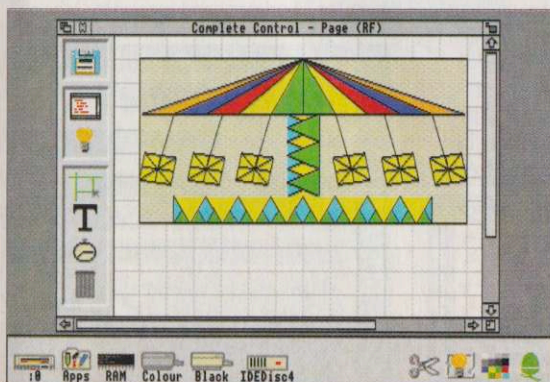 Complete Control - Page (RF)
T
:0 Apps RAM Colour Black IDEDisc4